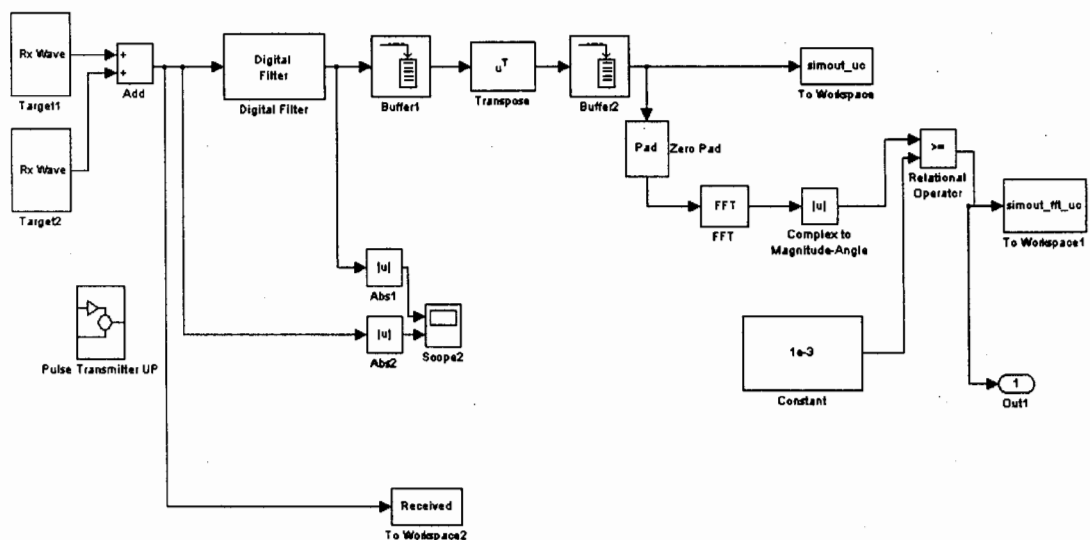 Rx Wave
Target1
+
+
Add
Digital
Filter
Digital Filter
Buffer1
u^T
Transpose
Buffer2
simout_uc
To Workspace
Rx Wave
Target2
Pad
Zero Pad
FFT
FFT
|u|
Complex to
Magnitude-Angle
>=
Relational
Operator
simout_fft_uc
To Workspace1
|u|
Abs1
|u|
Abs2
Scope2
Pulse Transmitter UP
1e-3
Constant
1
Out1
Received
To Workspace2